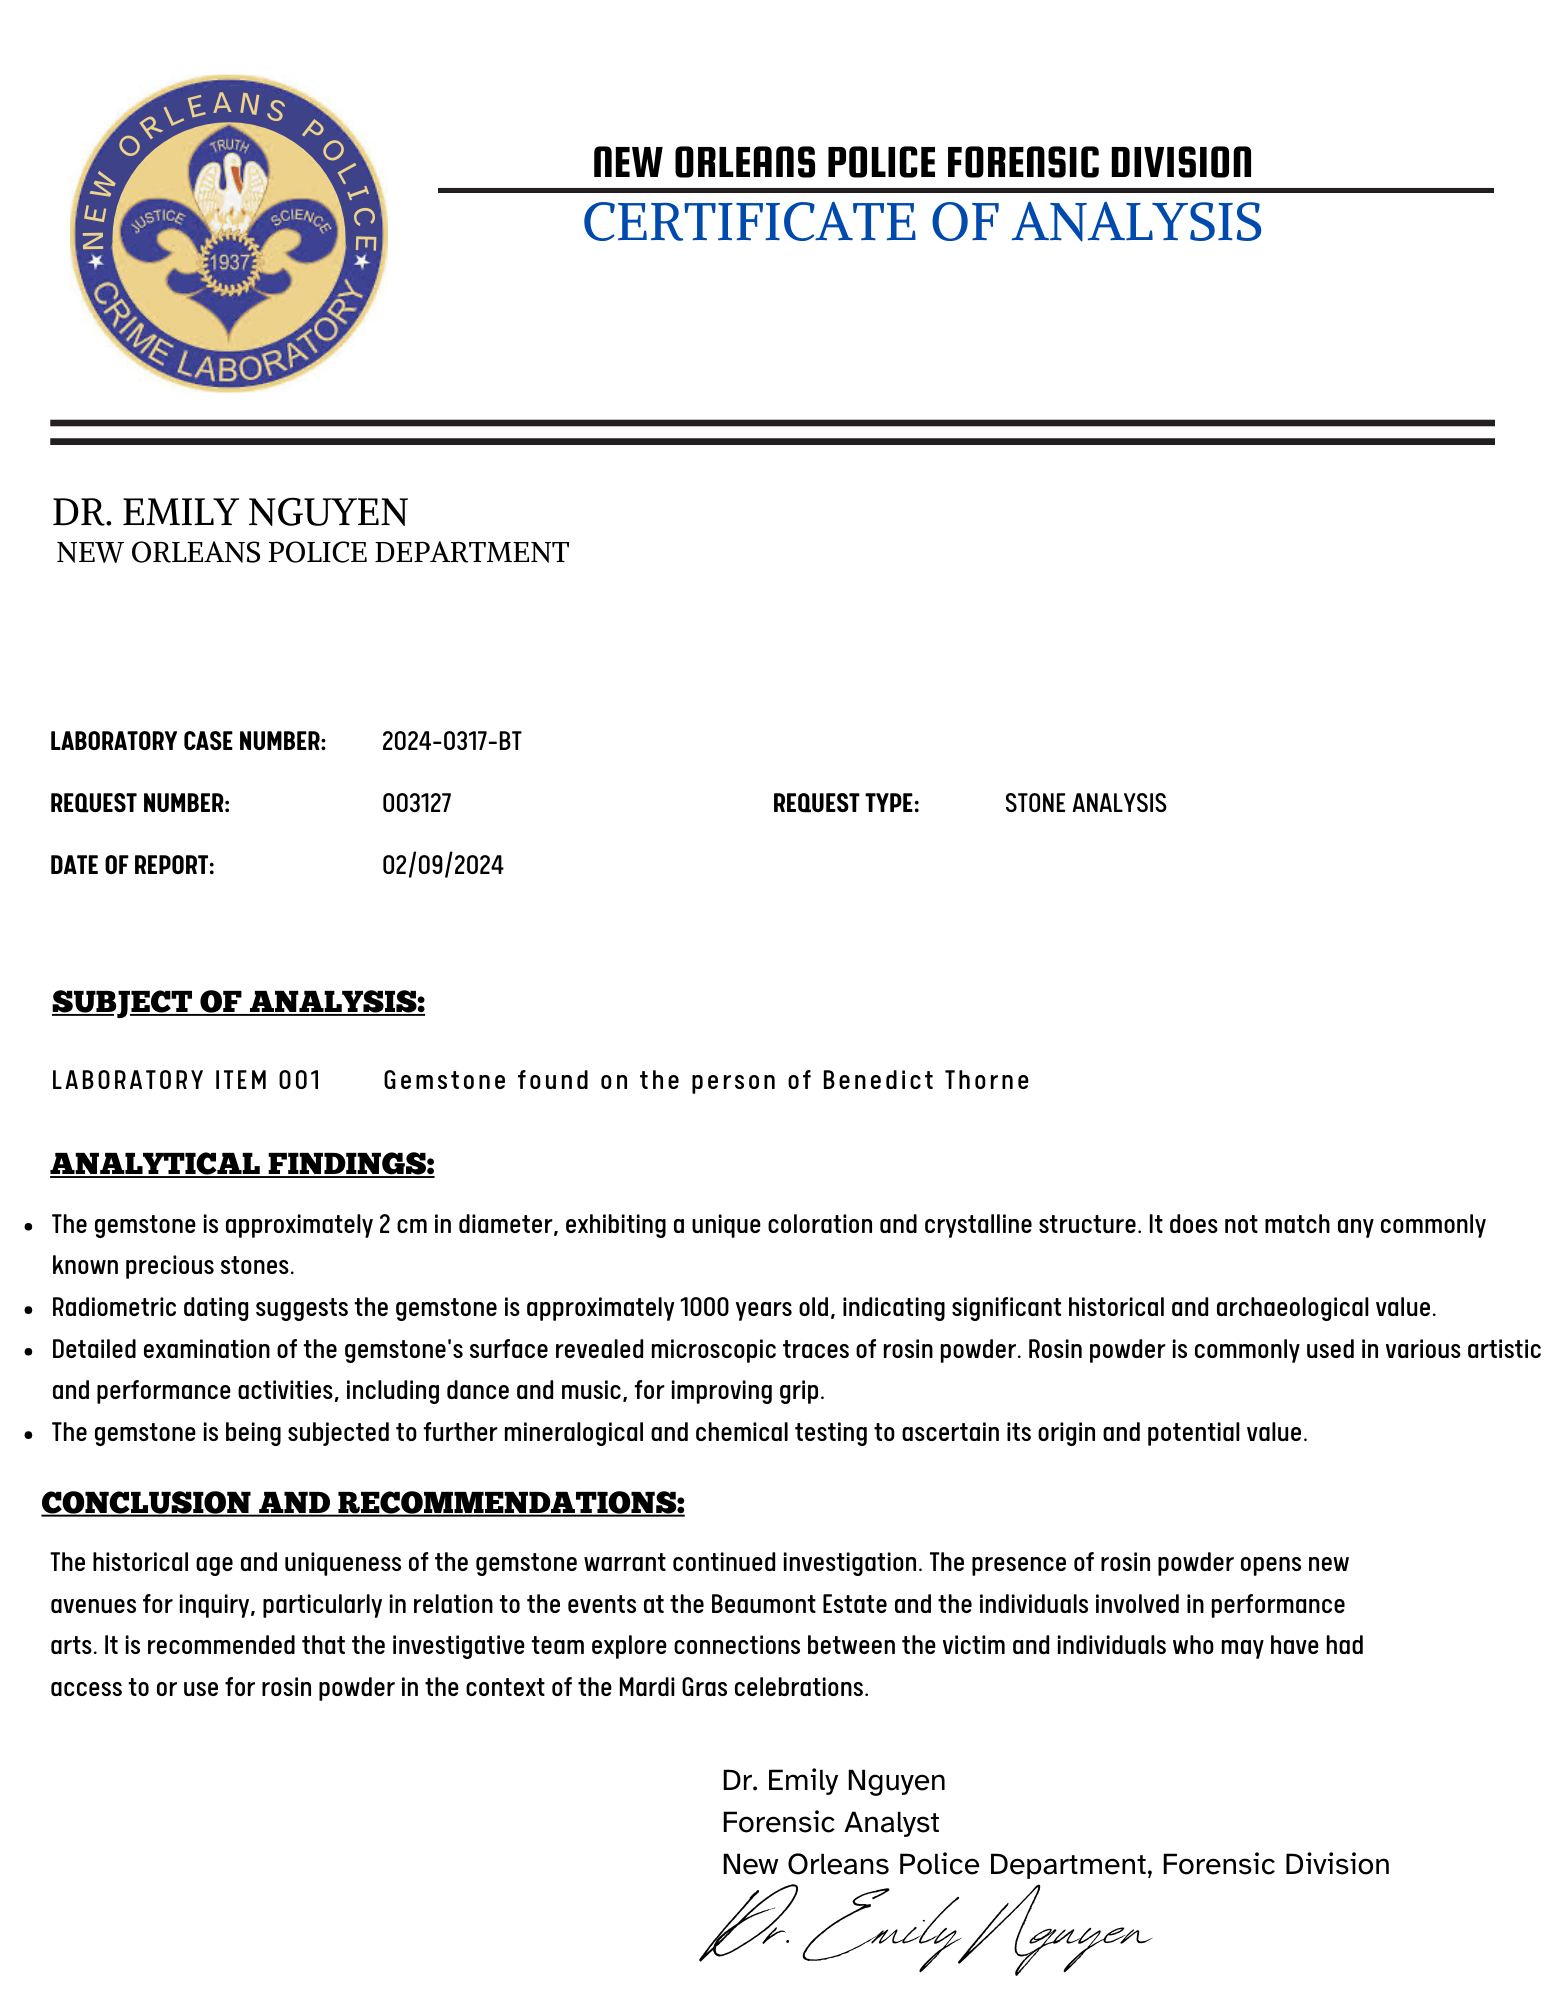 NEW ORLEANS POLICE
TRUTH
JUSTICE
SCIENCE
1937
CRIME LABORATORY
NEW ORLEANS POLICE FORENSIC DIVISION
CERTIFICATE OF ANALYSIS
DR. EMILY NGUYEN
NEW ORLEANS POLICE DEPARTMENT
LABORATORY CASE NUMBER: 2024-0317-BT
REQUEST NUMBER: 003127 REQUEST TYPE: STONE ANALYSIS
DATE OF REPORT: 02/09/2024
SUBJECT OF ANALYSIS:
LABORATORY ITEM 001 Gemstone found on the person of Benedict Thorne
ANALYTICAL FINDINGS:
• The gemstone is approximately 2 cm in diameter, exhibiting a unique coloration and crystalline structure. It does not match any commonly
known precious stones.
• Radiometric dating suggests the gemstone is approximately 1000 years old, indicating significant historical and archaeological value.
• Detailed examination of the gemstone's surface revealed microscopic traces of rosin powder. Rosin powder is commonly used in various artistic
and performance activities, including dance and music, for improving grip.
• The gemstone is being subjected to further mineralogical and chemical testing to ascertain its origin and potential value.
CONCLUSION AND RECOMMENDATIONS:
The historical age and uniqueness of the gemstone warrant continued investigation. The presence of rosin powder opens new
avenues for inquiry, particularly in relation to the events at the Beaumont Estate and the individuals involved in performance
arts. It is recommended that the investigative team explore connections between the victim and individuals who may have had
access to or use for rosin powder in the context of the Mardi Gras celebrations.
Dr. Emily Nguyen
Forensic Analyst
New Orleans Police Department, Forensic Division
Dr. Emily Nguyen